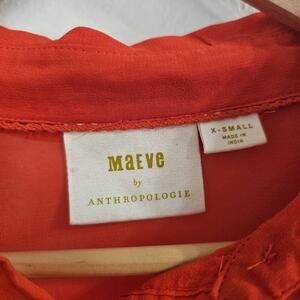 MaEve
by
ANTHROPOLOGIE
X-SMALL
MADE IN
INDIA